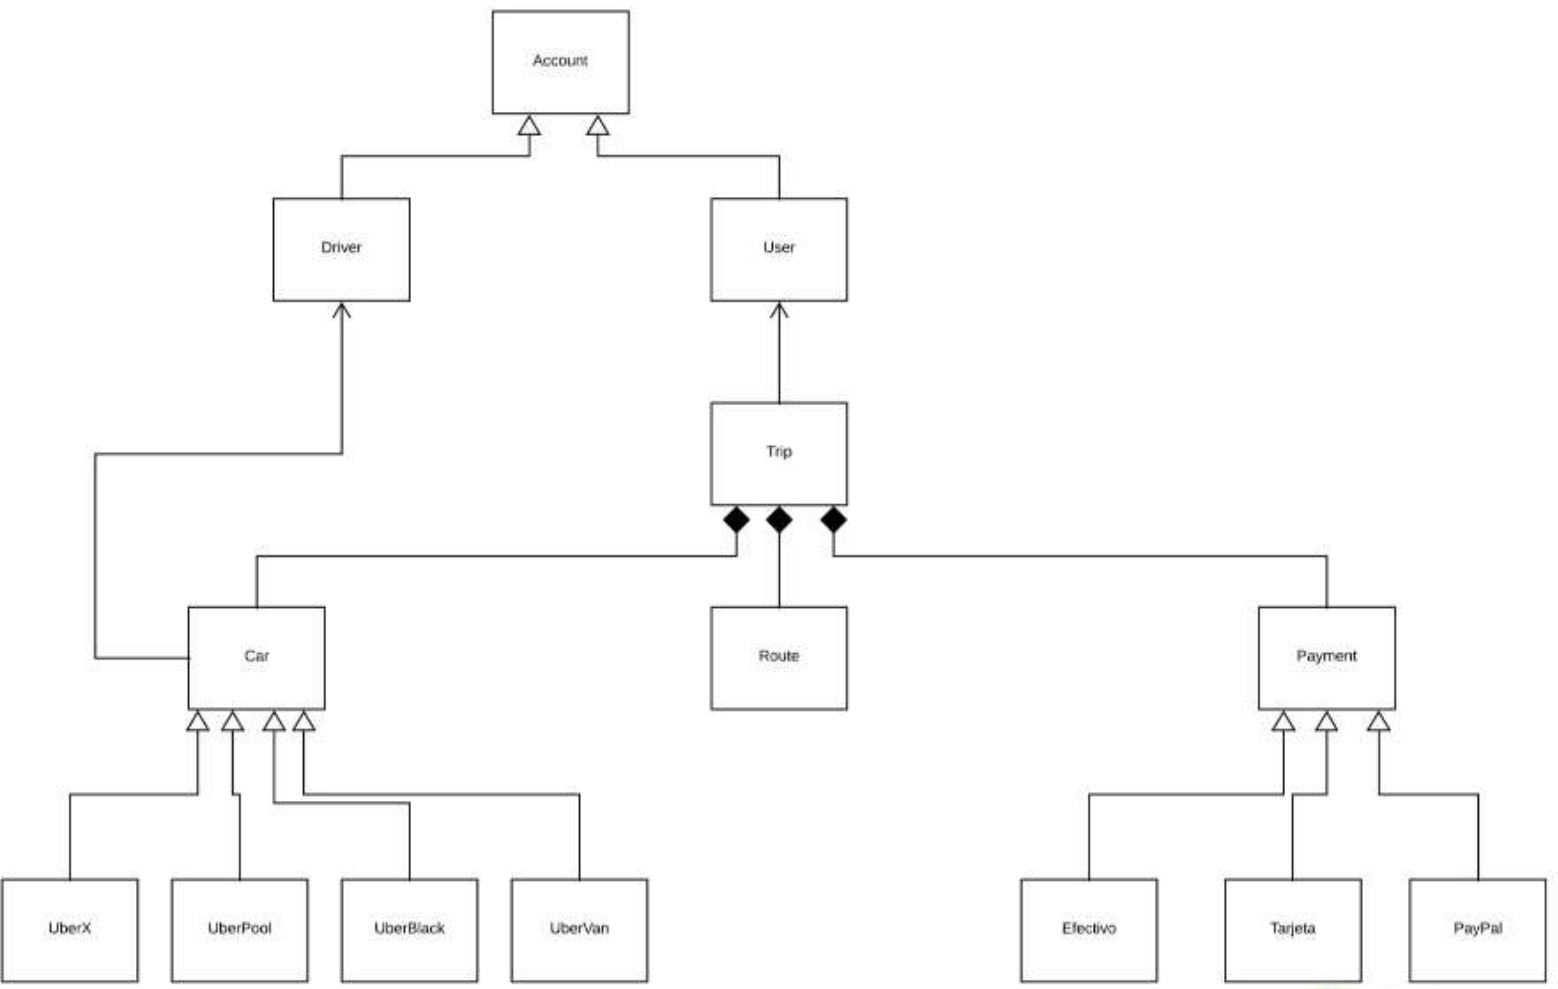 Account
Driver
User
Trip
Car
Route
Payment
UberX
UberPool
UberBlack
UberVan
Efectivo
Tarjeta
PayPal